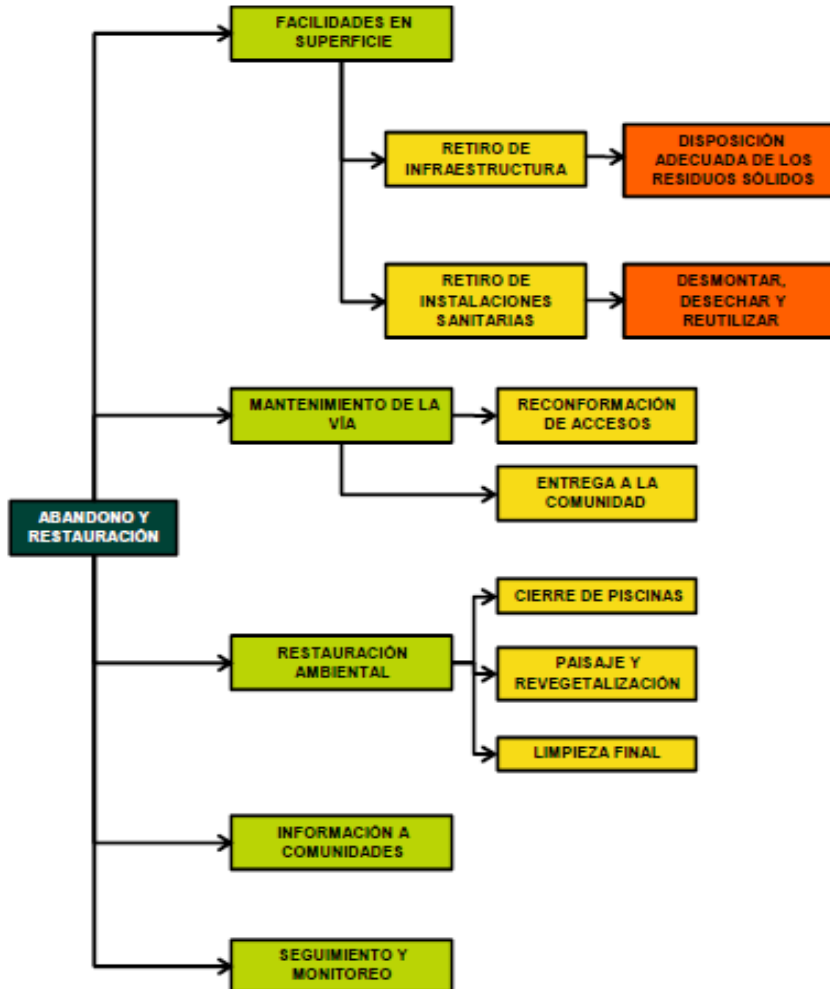 FACILIDADES EN
SUPERFICIE
RETIRO DE
INFRAESTRUCTURA
DISPOSICIÓN
ADECUADA DE LOS
RESIDUOS SÓLIDOS
RETIRO DE
INSTALACIONES
SANITARIAS
DESMONTAR,
DESECHAR Y
REUTILIZAR
MANTENIMIENTO DE LA
VÍA
RECONFORMACIÓN
DE ACCESOS
ENTREGA A LA
COMUNIDAD
ABANDONO Y
RESTAURACIÓN
CIERRE DE PISCINAS
RESTAURACIÓN
AMBIENTAL
PAISAJE Y
REVEGETALIZACIÓN
LIMPIEZA FINAL
INFORMACIÓN A
COMUNIDADES
SEGUIMIENTO Y
MONITOREO